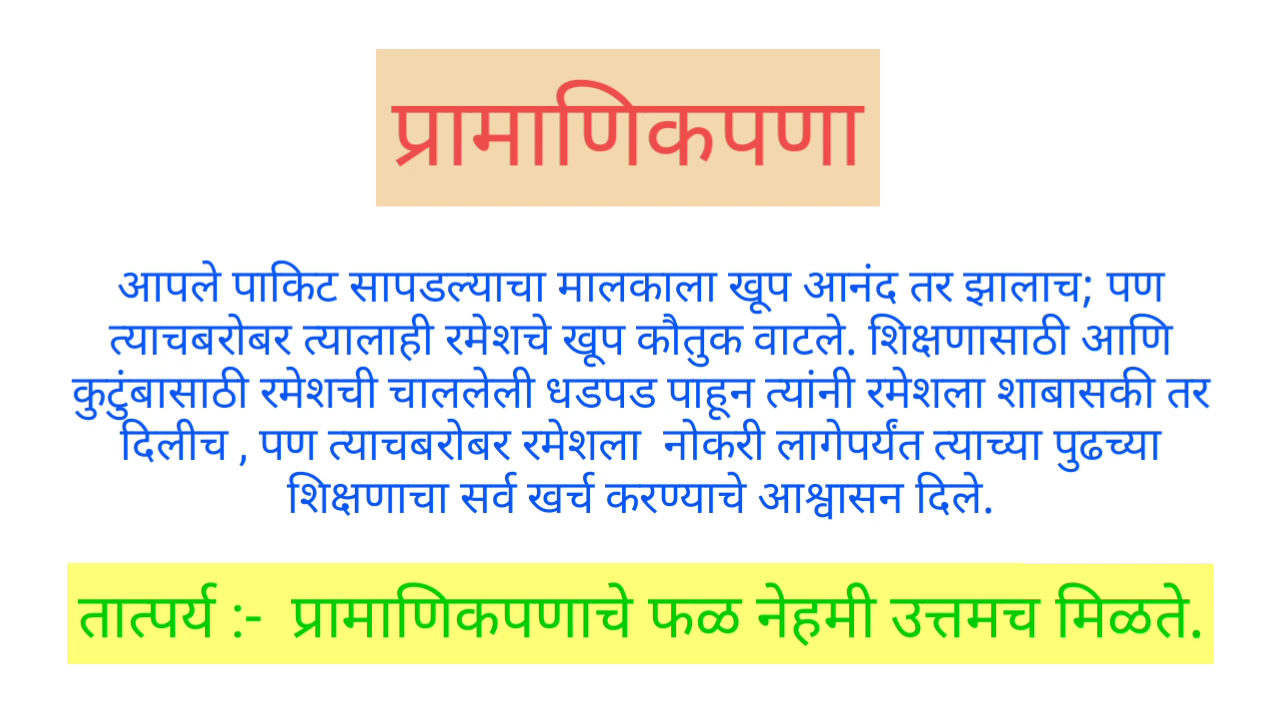 प्रामाणिकपणा
आपले पाकिट सापडल्याचा मालकाला खूप आनंद तर झालाच; पण
त्याचबरोबर त्यालाही रमेशचे खूप कौतुक वाटले. शिक्षणासाठी आणि
कुटुंबासाठी रमेशची चाललेली धडपड पाहून त्यांनी रमेशला शाबासकी तर
दिलीच , पण त्याचबरोबर रमेशला  नोकरी लागेपर्यंत त्याच्या पुढच्या
शिक्षणाचा सर्व खर्च करण्याचे आश्वासन दिले.
तात्पर्य :-  प्रामाणिकपणाचे फळ नेहमी उत्तमच मिळते.